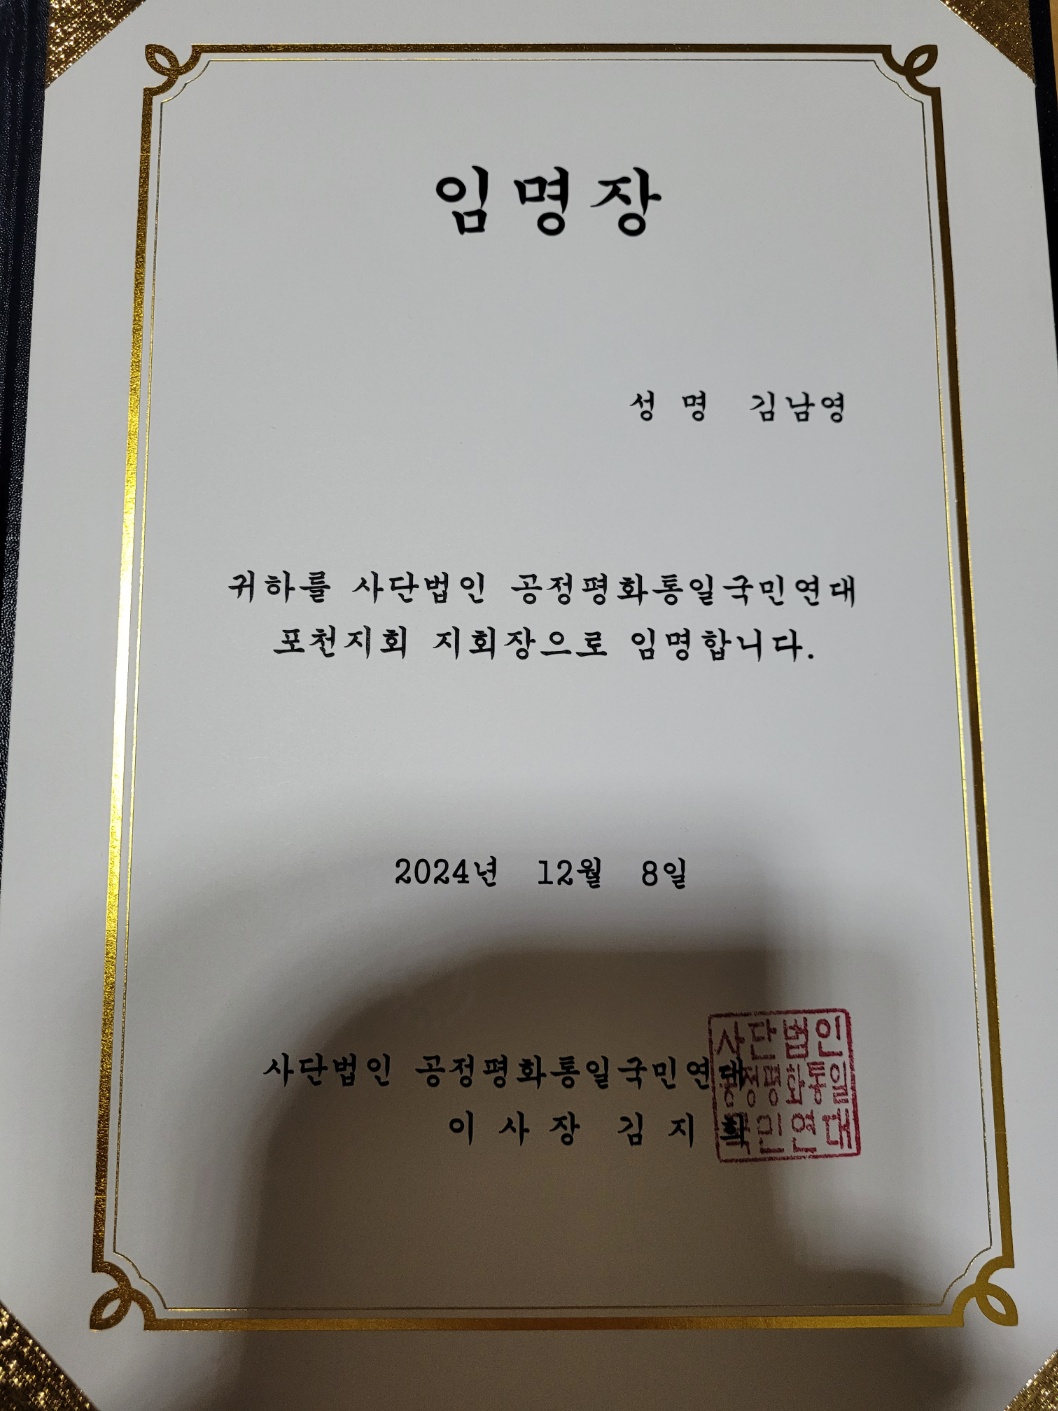 임명장
성 명 김남영
귀하를 사단법인 공정평화통일국민연대
포천지회 지회장으로 임명합니다.
2024년 12월 8일
사단법인 공정평화통일국민연대
이 사 장 김 지
사단법인
공정평화통일
국민연대